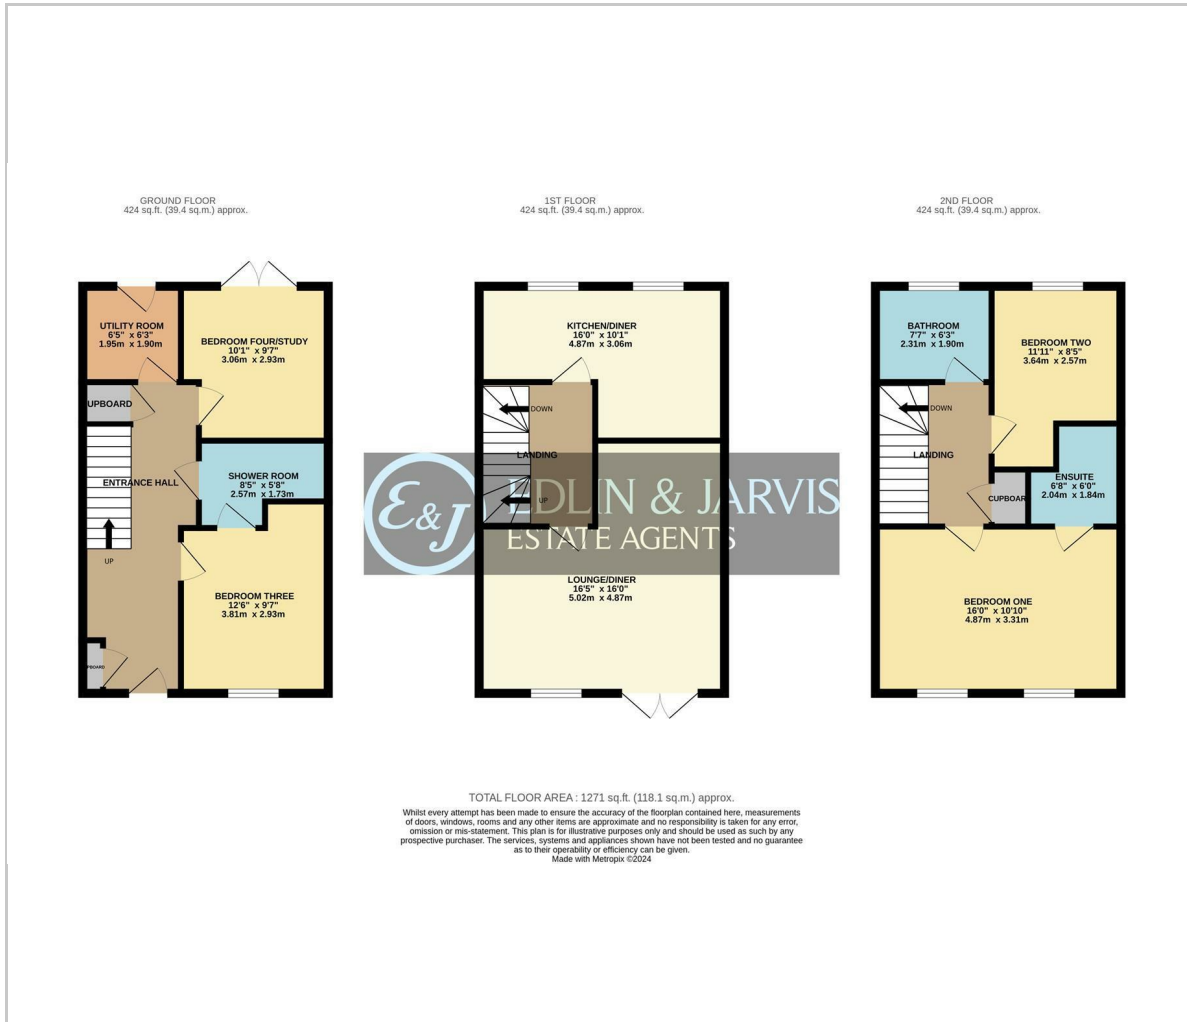 GROUND FLOOR
424 sq.ft. (39.4 sq.m.) approx.
UTILITY ROOM
6'5" x 6'3"
1.95m x 1.90m
BEDROOM FOUR/STUDY
10'1" x 9'7"
3.06m x 2.93m
UPBOARD
ENTRANCE HALL
SHOWER ROOM
8'5" x 5'8"
2.57m x 1.73m
UP
BEDROOM THREE
12'6" x 9'7"
3.81m x 2.93m
PBOARD
1ST FLOOR
424 sq.ft. (39.4 sq.m.) approx.
KITCHEN/DINER
16'0" x 10'1"
4.87m x 3.06m
DOWN
LANDING
UP
E&J
EDLIN & JARVIS
ESTATE AGENTS
LOUNGE/DINER
16'5" x 16'0"
5.02m x 4.87m
2ND FLOOR
424 sq.ft. (39.4 sq.m.) approx.
BATHROOM
7'7" x 6'3"
2.31m x 1.90m
BEDROOM TWO
11'11" x 8'5"
3.64m x 2.57m
DOWN
LANDING
CUPBOAR
ENSUITE
6'8" x 6'0"
2.04m x 1.84m
BEDROOM ONE
16'0" x 10'10"
4.87m x 3.31m
TOTAL FLOOR AREA : 1271 sq.ft. (118.1 sq.m.) approx.
Whilst every attempt has been made to ensure the accuracy of the floorplan contained here, measurements
of doors, windows, rooms and any other items are approximate and no responsibility is taken for any error,
omission or mis-statement. This plan is for illustrative purposes only and should be used as such by any
prospective purchaser. The services, systems and appliances shown have not been tested and no guarantee
as to their operability or efficiency can be given.
Made with Metropix ©2024